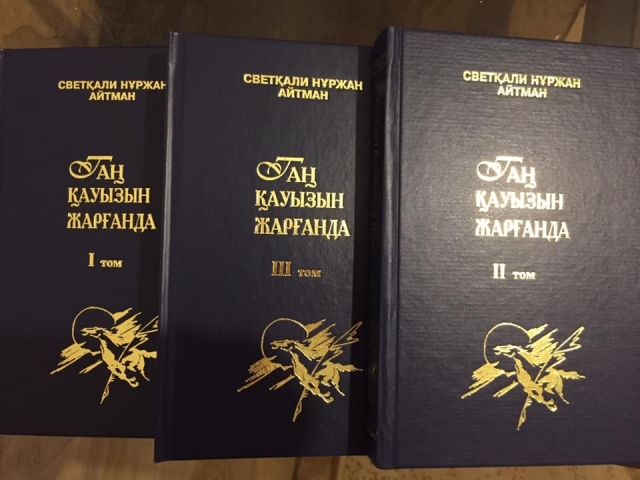 СВЕТҚАЛИ НҰРЖАН
АЙТМАН
Таң
ҚАУЫЗЫН
ЖАРҒАНДА
I том
СВЕТҚАЛИ НҰРЖАН
АЙТМАН
Таң
ҚАУЫЗЫН
ЖАРҒАНДА
III том
СВЕТҚАЛИ НҰРЖАН
АЙТМАН
Таң
ҚАУЫЗЫН
ЖАРҒАНДА
II том